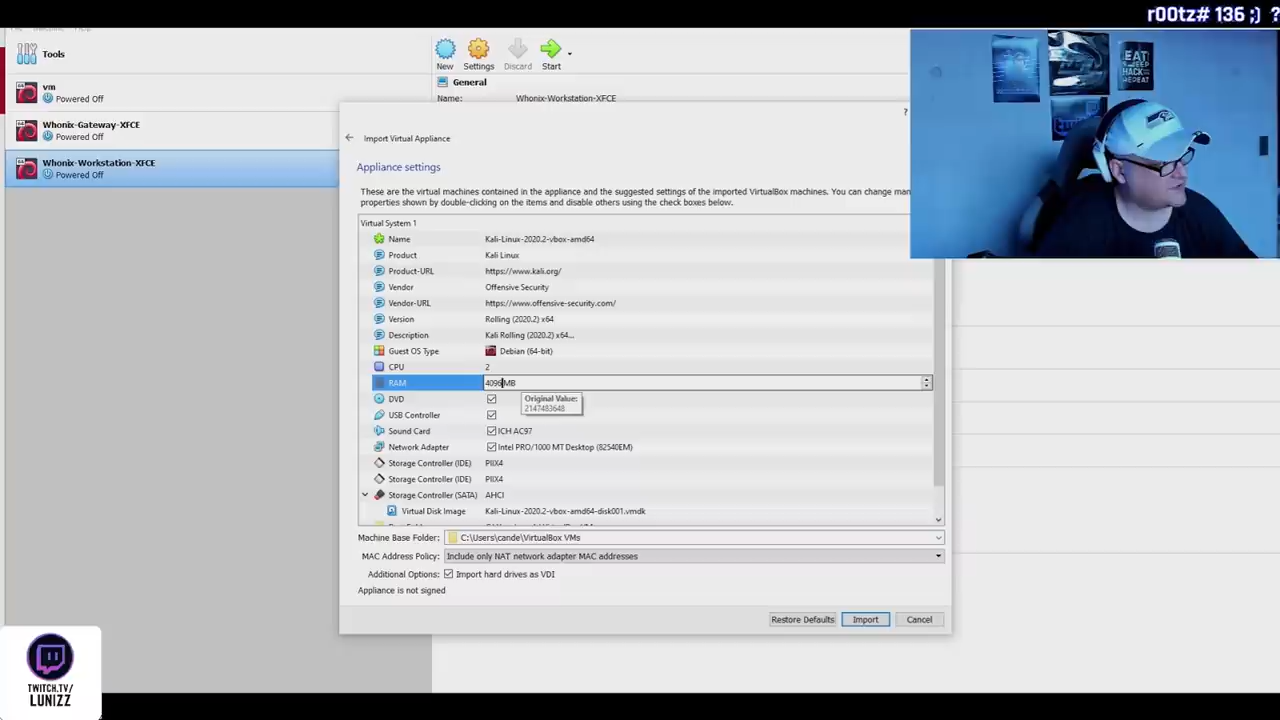 r00tz# 136 ;) ?
Tools
New
Settings
Discard
Start
General
Name: Whonix-Workstation-XFCE
vm
Powered Off
Whonix-Gateway-XFCE
Powered Off
Whonix-Workstation-XFCE
Powered Off
EAT
SLEEP
HACK
REPEAT
?
Import Virtual Appliance
Appliance settings
These are the virtual machines contained in the appliance and the suggested settings of the imported VirtualBox machines. You can change man
properties shown by double-clicking on the items and disable others using the check boxes below.
Virtual System 1
Name Kali-Linux-2020.2-vbox-amd64
Product Kali Linux
Product-URL https://www.kali.org/
Vendor Offensive Security
Vendor-URL https://www.offensive-security.com/
Version Rolling (2020.2) x64
Description Kali Rolling (2020.2) x64...
Guest OS Type Debian (64-bit)
CPU 2
RAM 4096 MB
DVD
Original Value:
2147483648
USB Controller
Sound Card ICH AC97
Network Adapter Intel PRO/1000 MT Desktop (82540EM)
Storage Controller (IDE) PIIX4
Storage Controller (IDE) PIIX4
Storage Controller (SATA) AHCI
Virtual Disk Image Kali-Linux-2020.2-vbox-amd64-disk001.vmdk
Machine Base Folder: C:\Users\cande\VirtualBox VMs
MAC Address Policy: Include only NAT network adapter MAC addresses
Additional Options: Import hard drives as VDI
Appliance is not signed
Restore Defaults
Import
Cancel
TWITCH.TV/
LUNIZZ